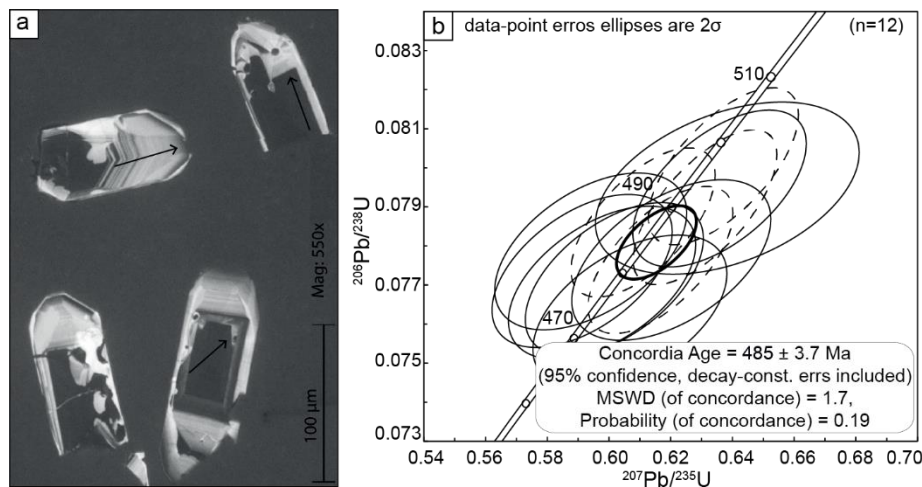 a
Mag: 550x
100 µm
b
data-point erros ellipses are 2σ
(n=12)
0.083
0.081
0.079
0.077
0.075
0.073
206Pb/238U
510
490
470
Concordia Age = 485 ± 3.7 Ma
(95% confidence, decay-const. errs included)
MSWD (of concordance) = 1.7,
Probability (of concordance) = 0.19
0.54 0.56 0.58 0.60 0.62 0.64 0.66 0.68 0.70
207Pb/235U